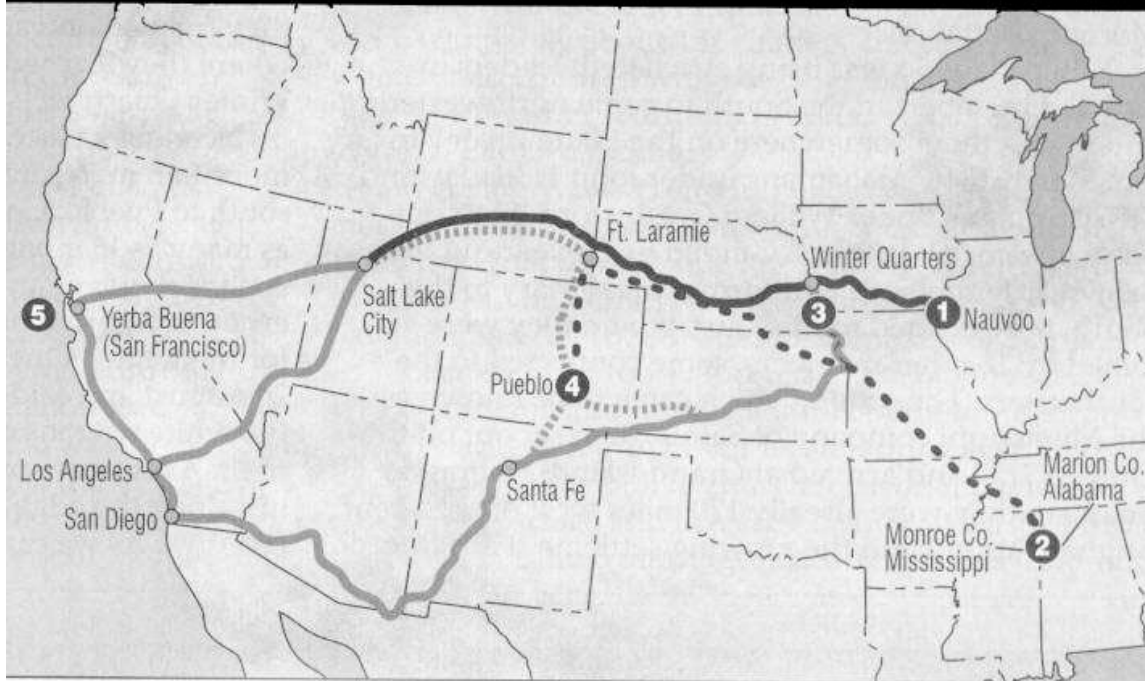 Ft. Laramie
Winter Quarters
1
Nauvoo
3
Salt Lake
City
5
Yerba Buena
(San Francisco)
Pueblo
4
Los Angeles
Santa Fe
San Diego
Marion Co.
Alabama
Monroe Co.
Mississippi
2